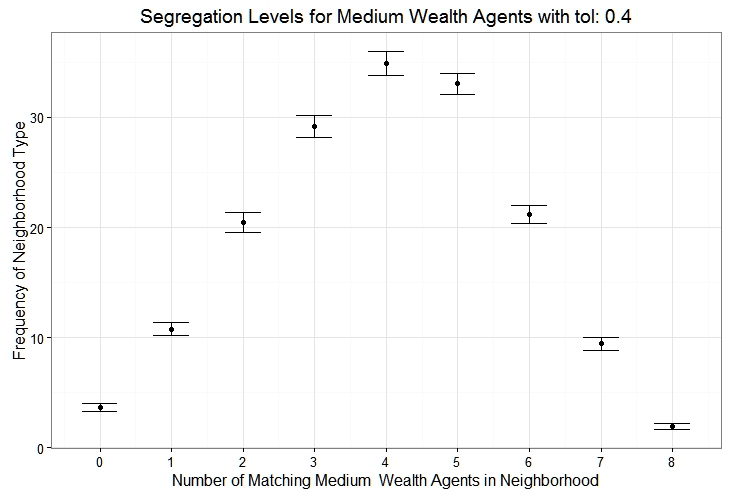 Segregation Levels for Medium Wealth Agents with tol: 0.4
Frequency of Neighborhood Type
30
20
10
0
0 1 2 3 4 5 6 7 8
Number of Matching Medium  Wealth Agents in Neighborhood